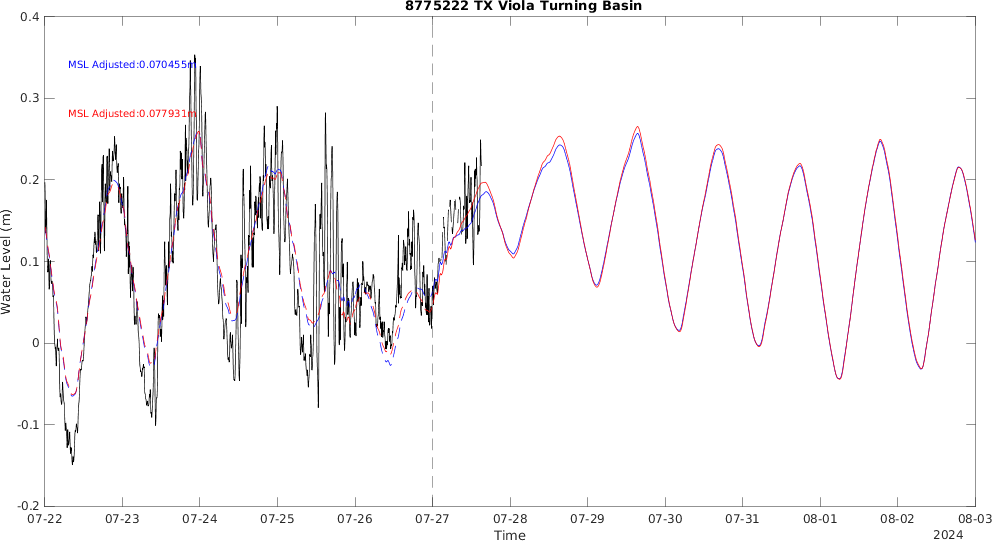 8775222 TX Viola Turning Basin
MSL Adjusted:0.070455m
MSL Adjusted:0.077931m
Water Level (m)
0.4
0.3
0.2
0.1
0
-0.1
-0.2
07-22 07-23 07-24 07-25 07-26 07-27 07-28 07-29 07-30 07-31 08-01 08-02 08-03
Time
2024